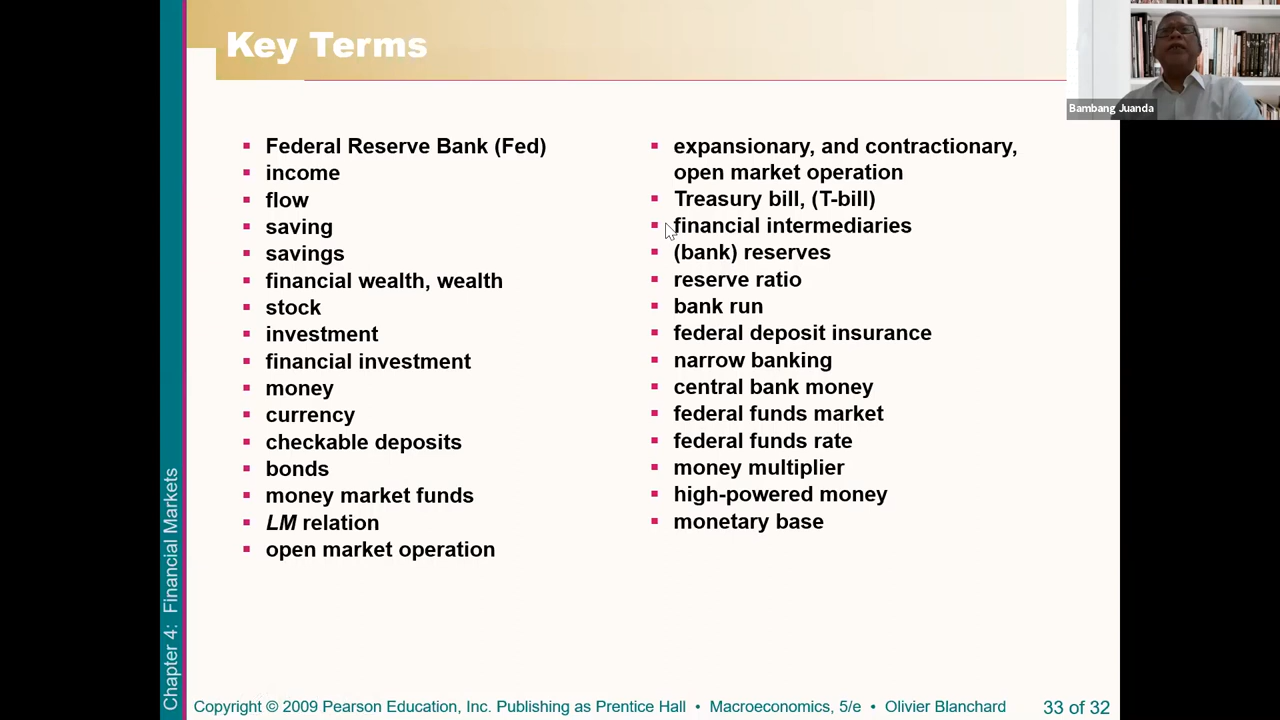 Key Terms
Bambang Juanda
Federal Reserve Bank (Fed)
income
flow
saving
savings
financial wealth, wealth
stock
investment
financial investment
money
currency
checkable deposits
bonds
money market funds
LM relation
open market operation
expansionary, and contractionary,
open market operation
Treasury bill, (T-bill)
financial intermediaries
(bank) reserves
reserve ratio
bank run
federal deposit insurance
narrow banking
central bank money
federal funds market
federal funds rate
money multiplier
high-powered money
monetary base
Chapter 4: Financial Markets
Copyright © 2009 Pearson Education, Inc. Publishing as Prentice Hall • Macroeconomics, 5/e • Olivier Blanchard
33 of 32